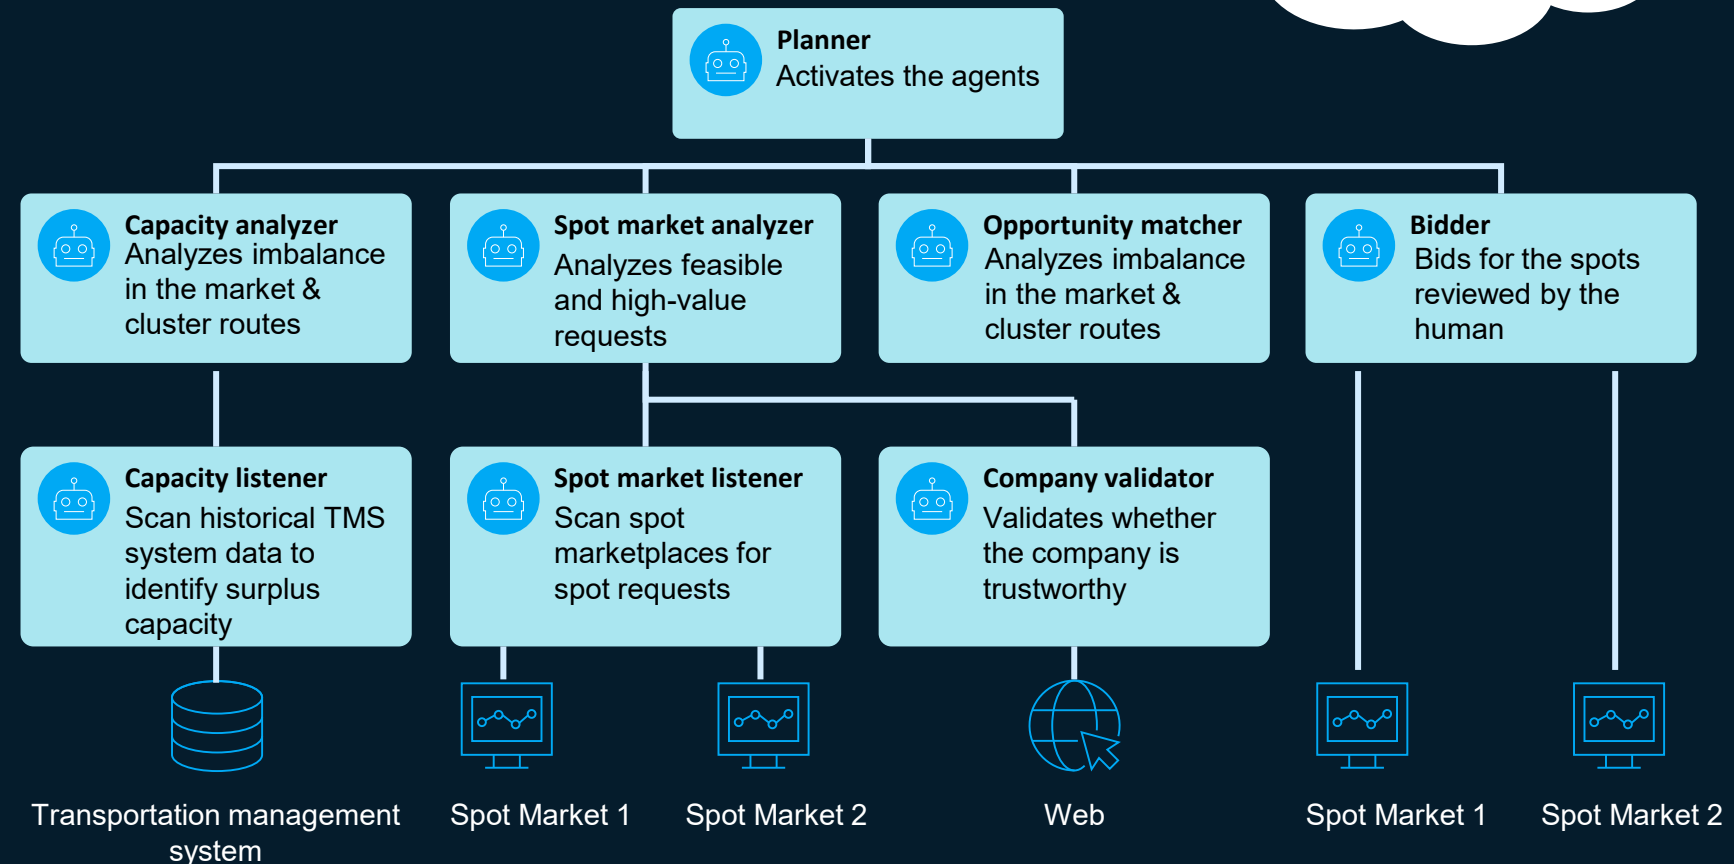 Planner
Activates the agents
Capacity analyzer
Analyzes imbalance
in the market &
cluster routes
Spot market analyzer
Analyzes feasible
and high-value
requests
Opportunity matcher
Analyzes imbalance
in the market &
cluster routes
Bidder
Bids for the spots
reviewed by the
human
Capacity listener
Scan historical TMS
system data to
identify surplus
capacity
Spot market listener
Scan spot
marketplaces for
spot requests
Company validator
Validates whether
the company is
trustworthy
Transportation management
system
Spot Market 1
Spot Market 2
Web
Spot Market 1
Spot Market 2